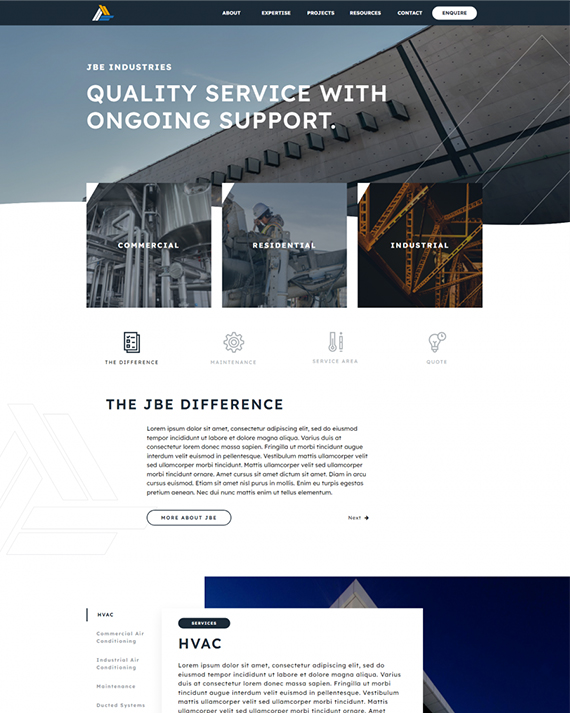 ABOUT EXPERTISE PROJECTS RESOURCES CONTACT ENQUIRE
JBE INDUSTRIES
QUALITY SERVICE WITH
ONGOING SUPPORT.
COMMERCIAL RESIDENTIAL INDUSTRIAL
THE DIFFERENCE MAINTENANCE SERVICE AREA QUOTE
THE JBE DIFFERENCE
Lorem ipsum dolor sit amet, consectetur adipiscing elit, sed do eiusmod
tempor incididunt ut labore et dolore magna aliqua. Varius duis at
consectetur lorem donec massa sapien. Fringilla ut morbi tincidunt augue
interdum velit euismod in pellentesque. Vestibulum mattis ullamcorper velit
sed ullamcorper morbi tincidunt. Mattis ullamcorper velit sed ullamcorper
morbi tincidunt ornare. Amet cursus sit amet dictum sit amet. Diam in arcu
cursus euismod. Etiam sit amet nisl purus in mollis. Enim eu turpis egestas
pretium aenean. Nec dui nunc mattis enim ut tellus elementum.
MORE ABOUT JBE Next
HVAC
Commercial Air
Conditioning
Industrial Air
Conditioning
Maintenance
Ducted Systems
SERVICES
HVAC
Lorem ipsum dolor sit amet, consectetur adipiscing elit, sed do
eiusmod tempor incididunt ut labore et dolore magna aliqua.
Varius duis at consectetur lorem donec massa sapien. Fringilla ut
morbi tincidunt augue interdum velit euismod in pellentesque.
Vestibulum mattis ullamcorper velit sed ullamcorper morbi
tincidunt. Mattis ullamcorper velit sed ullamcorper morbi
tincidunt ornare. Amet cursus sit amet dictum sit amet. Amet